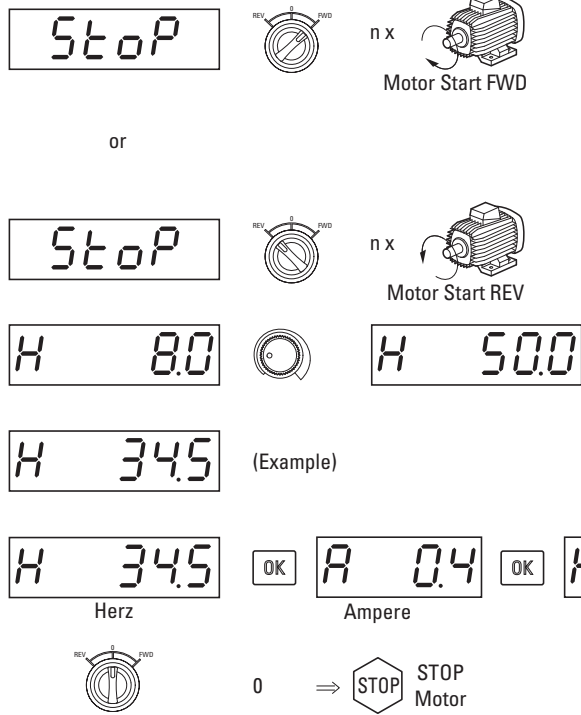 StoP REV 0 FWD n x
Motor Start FWD
or
StoP REV 0 FWD n x
Motor Start REV
H 8.0 H 50.0
H 34.5 (Example)
H 34.5 OK A 0.4 OK H
Herz Ampere
REV 0 FWD 0 ⇒ STOP STOP
Motor